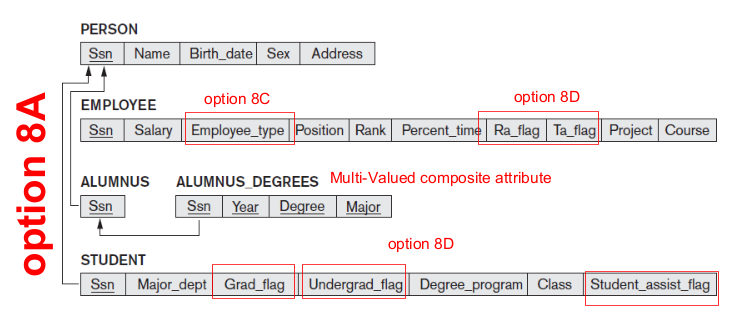 PERSON
Ssn Name Birth_date Sex Address
option 8A
option 8C
option 8D
EMPLOYEE
Ssn Salary Employee_type Position Rank Percent_time Ra_flag Ta_flag Project Course
ALUMNUS
Ssn
ALUMNUS_DEGREES
Multi-Valued composite attribute
Ssn Year Degree Major
option 8D
STUDENT
Ssn Major_dept Grad_flag Undergrad_flag Degree_program Class Student_assist_flag